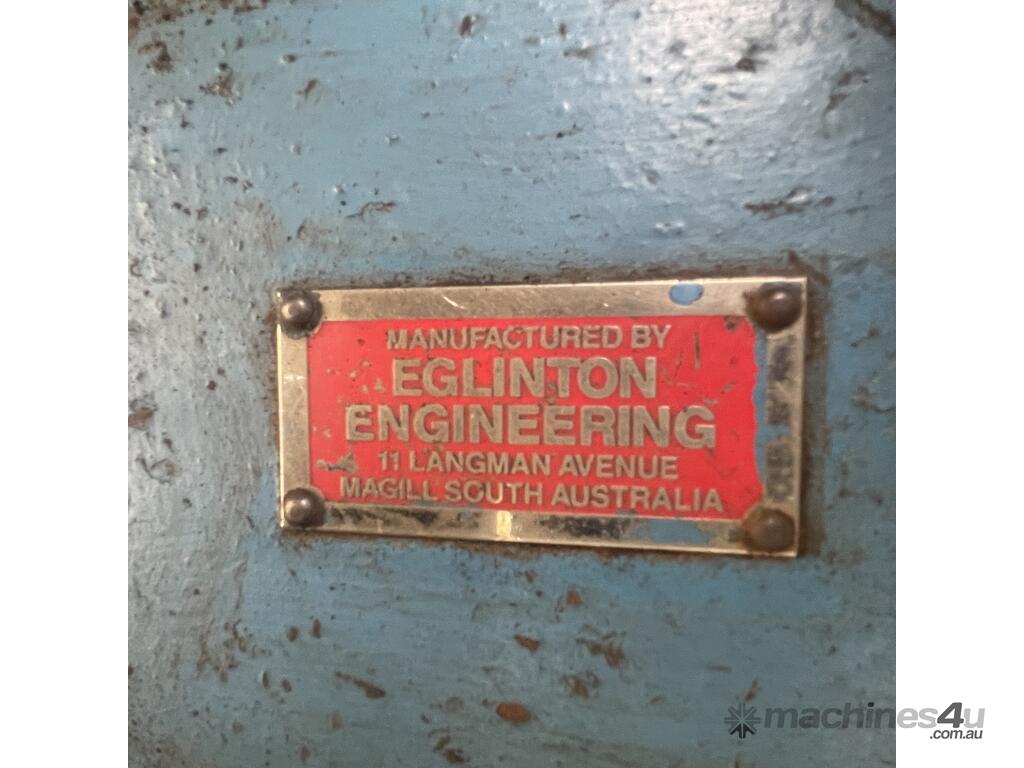 MANUFACTURED BY
EGLINTON
ENGINEERING
11 LANGMAN AVENUE
MAGILL SOUTH AUSTRALIA
machines4u
.com.au